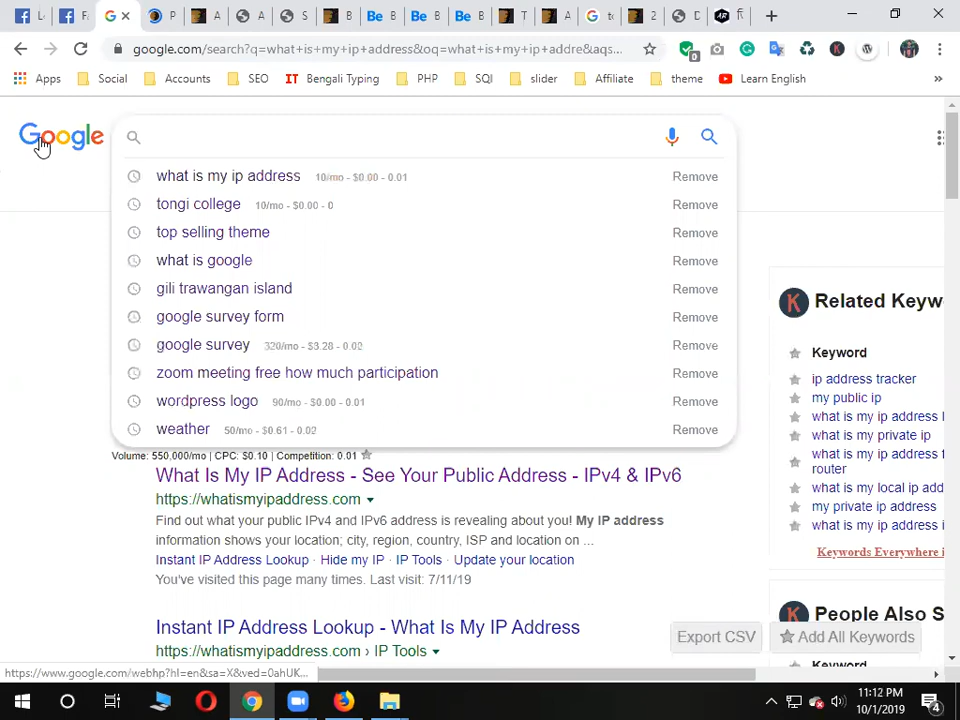 google.com/search?q=what+is+my+ip+address&oq=what+is+my+ip+addre&aqs...
Apps
Social
Accounts
SEO
IT Bengali Typing
PHP
SQl
slider
Affiliate
theme
Learn English
»
Google
what is my ip address 10/mo - $0.00 - 0.01 Remove
tongi college 10/mo - $0.00 - 0 Remove
top selling theme Remove
what is google Remove
gili trawangan island Remove
google survey form Remove
google survey 320/mo - $3.28 - 0.02 Remove
zoom meeting free how much participation Remove
wordpress logo 90/mo - $0.00 - 0.01 Remove
weather 50/mo - $0.61 - 0.02 Remove
Volume: 550,000/mo | CPC: $0.10 | Competition: 0.01
What Is My IP Address - See Your Public Address - IPv4 & IPv6
https://whatismyipaddress.com
Find out what your public IPv4 and IPv6 address is revealing about you! My IP address
information shows your location; city, region, country, ISP and location on ...
Instant IP Address Lookup · Hide my IP · IP Tools · Update your location
You've visited this page many times. Last visit: 7/11/19
Instant IP Address Lookup - What Is My IP Address
https://whatismyipaddress.com › IP Tools
Related Keyw
Keyword
ip address tracker
my public ip
what is my ip address l
what is my private ip
what is my ip address f
router
what is my local ip add
my private ip address
what is my ip address i
Keywords Everywhere i
People Also S
Export CSV
Add All Keywords
Keyword
https://www.google.com/webhp?hl=en&sa=X&ved=0ahUK...
11:12 PM
10/1/2019
4